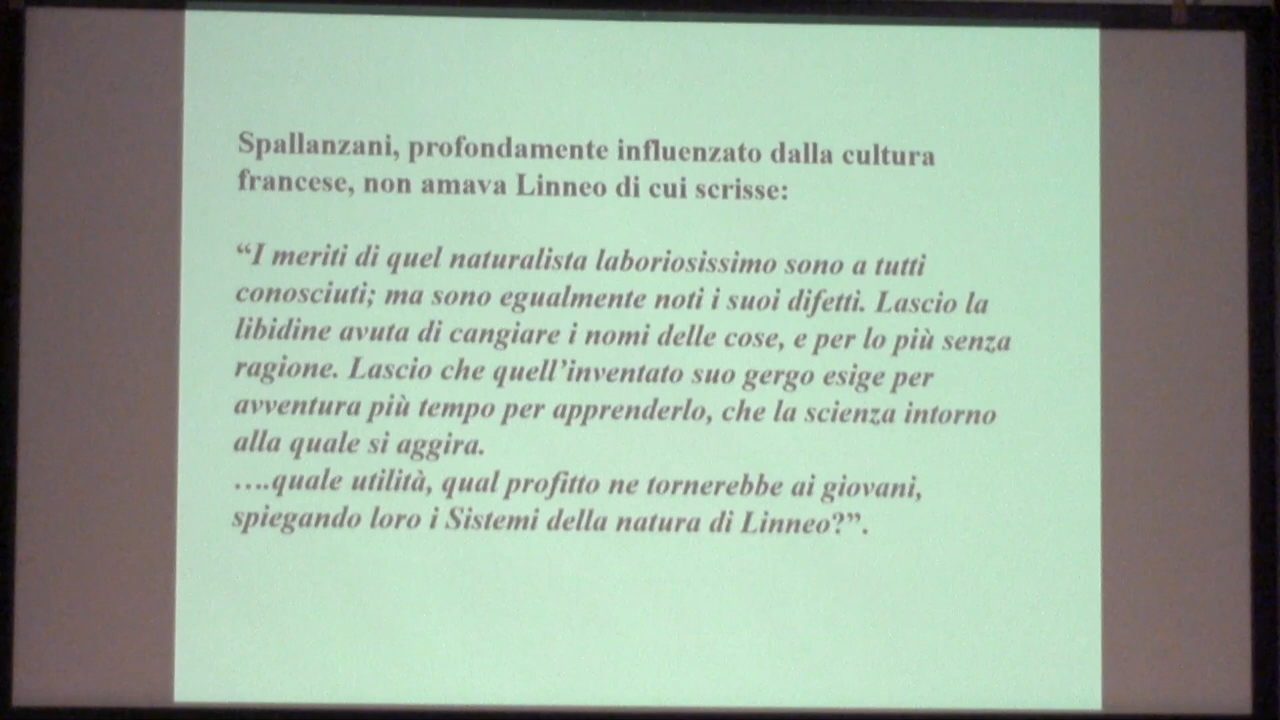 Spallanzani, profondamente influenzato dalla cultura
francese, non amava Linneo di cui scrisse:
“I meriti di quel naturalista laboriosissimo sono a tutti
conosciuti; ma sono egualmente noti i suoi difetti. Lascio la
libidine avuta di cangiare i nomi delle cose, e per lo più senza
ragione. Lascio che quell’inventato suo gergo esige per
avventura più tempo per apprenderlo, che la scienza intorno
alla quale si aggira.
….quale utilità, qual profitto ne tornerebbe ai giovani,
spiegando loro i Sistemi della natura di Linneo?”.